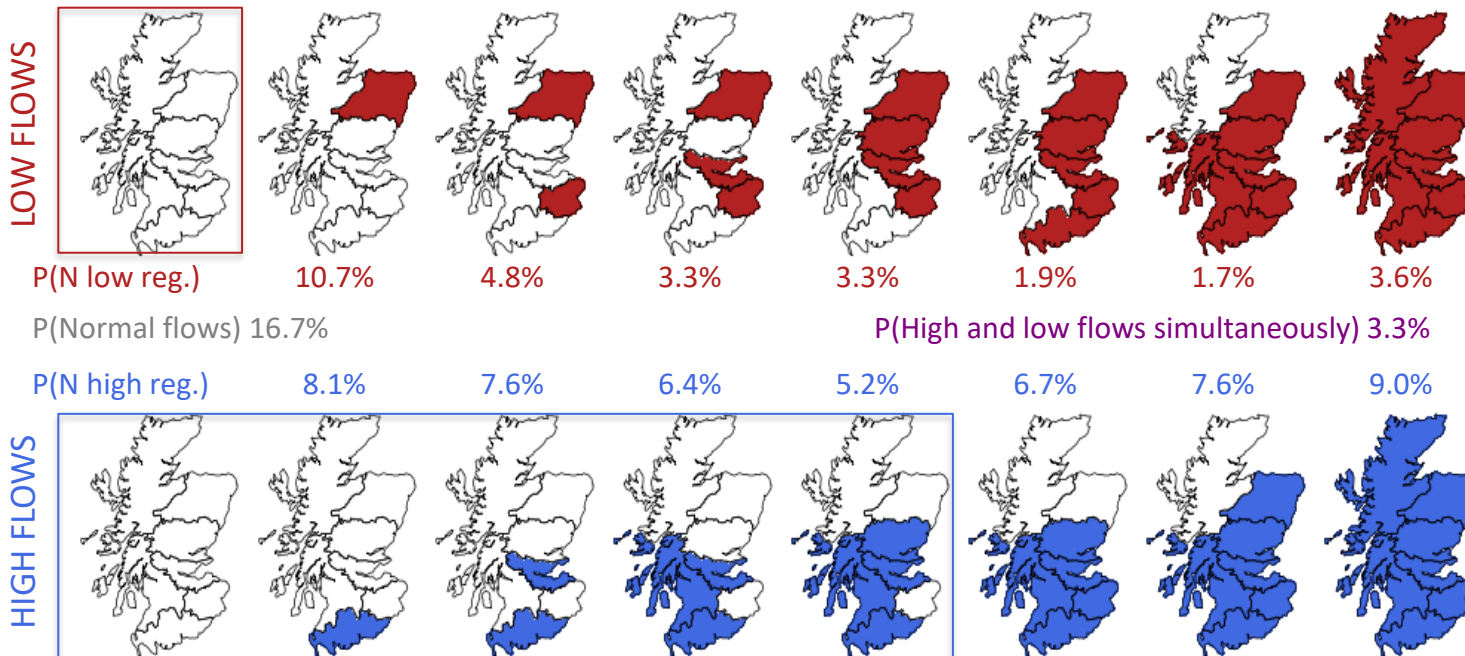 LOW FLOWS
P(N low reg.) 10.7% 4.8% 3.3% 3.3% 1.9% 1.7% 3.6%
P(Normal flows) 16.7% P(High and low flows simultaneously) 3.3%
P(N high reg.) 8.1% 7.6% 6.4% 5.2% 6.7% 7.6% 9.0%
HIGH FLOWS